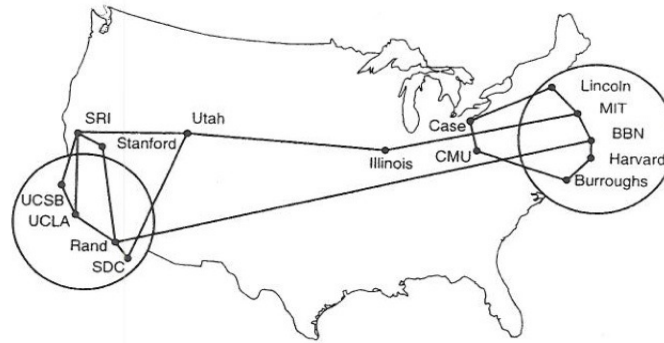 Lincoln
MIT
SRI
Utah
Case
BBN
Stanford
Illinois
CMU
Harvard
Burroughs
UCSB
UCLA
Rand
SDC